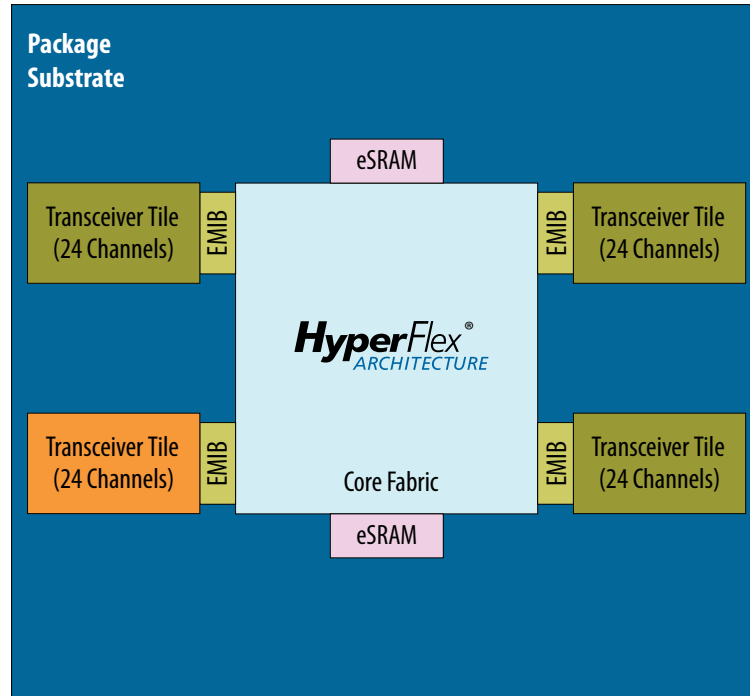 Package
Substrate
eSRAM
Transceiver Tile
(24 Channels)
EMIB
EMIB
Transceiver Tile
(24 Channels)
HyperFlex®
ARCHITECTURE
Transceiver Tile
(24 Channels)
EMIB
Core Fabric
EMIB
Transceiver Tile
(24 Channels)
eSRAM